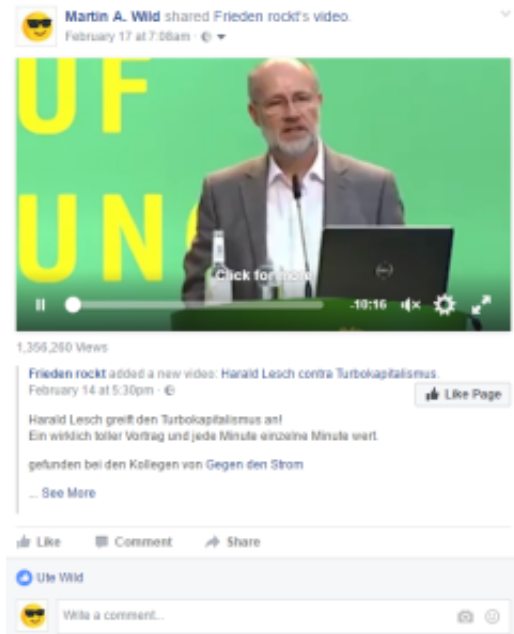 Martin A. Wild shared Frieden rockt's video.
February 17 at 7:08am ·
UF
UN
Click for more
-10:16
1,356,260 Views
Frieden rockt added a new video: Harald Lesch contra Turbokapitalismus.
February 14 at 5:30pm ·
Like Page
Harald Lesch greift den Turbokapitalismus an!
Ein wirklich toller Vortrag und jede Minute einzelne Minute wert.
gefunden bei den Kollegen von Gegen den Strom
... See More
Like Comment Share
Ute Wild
Write a comment...